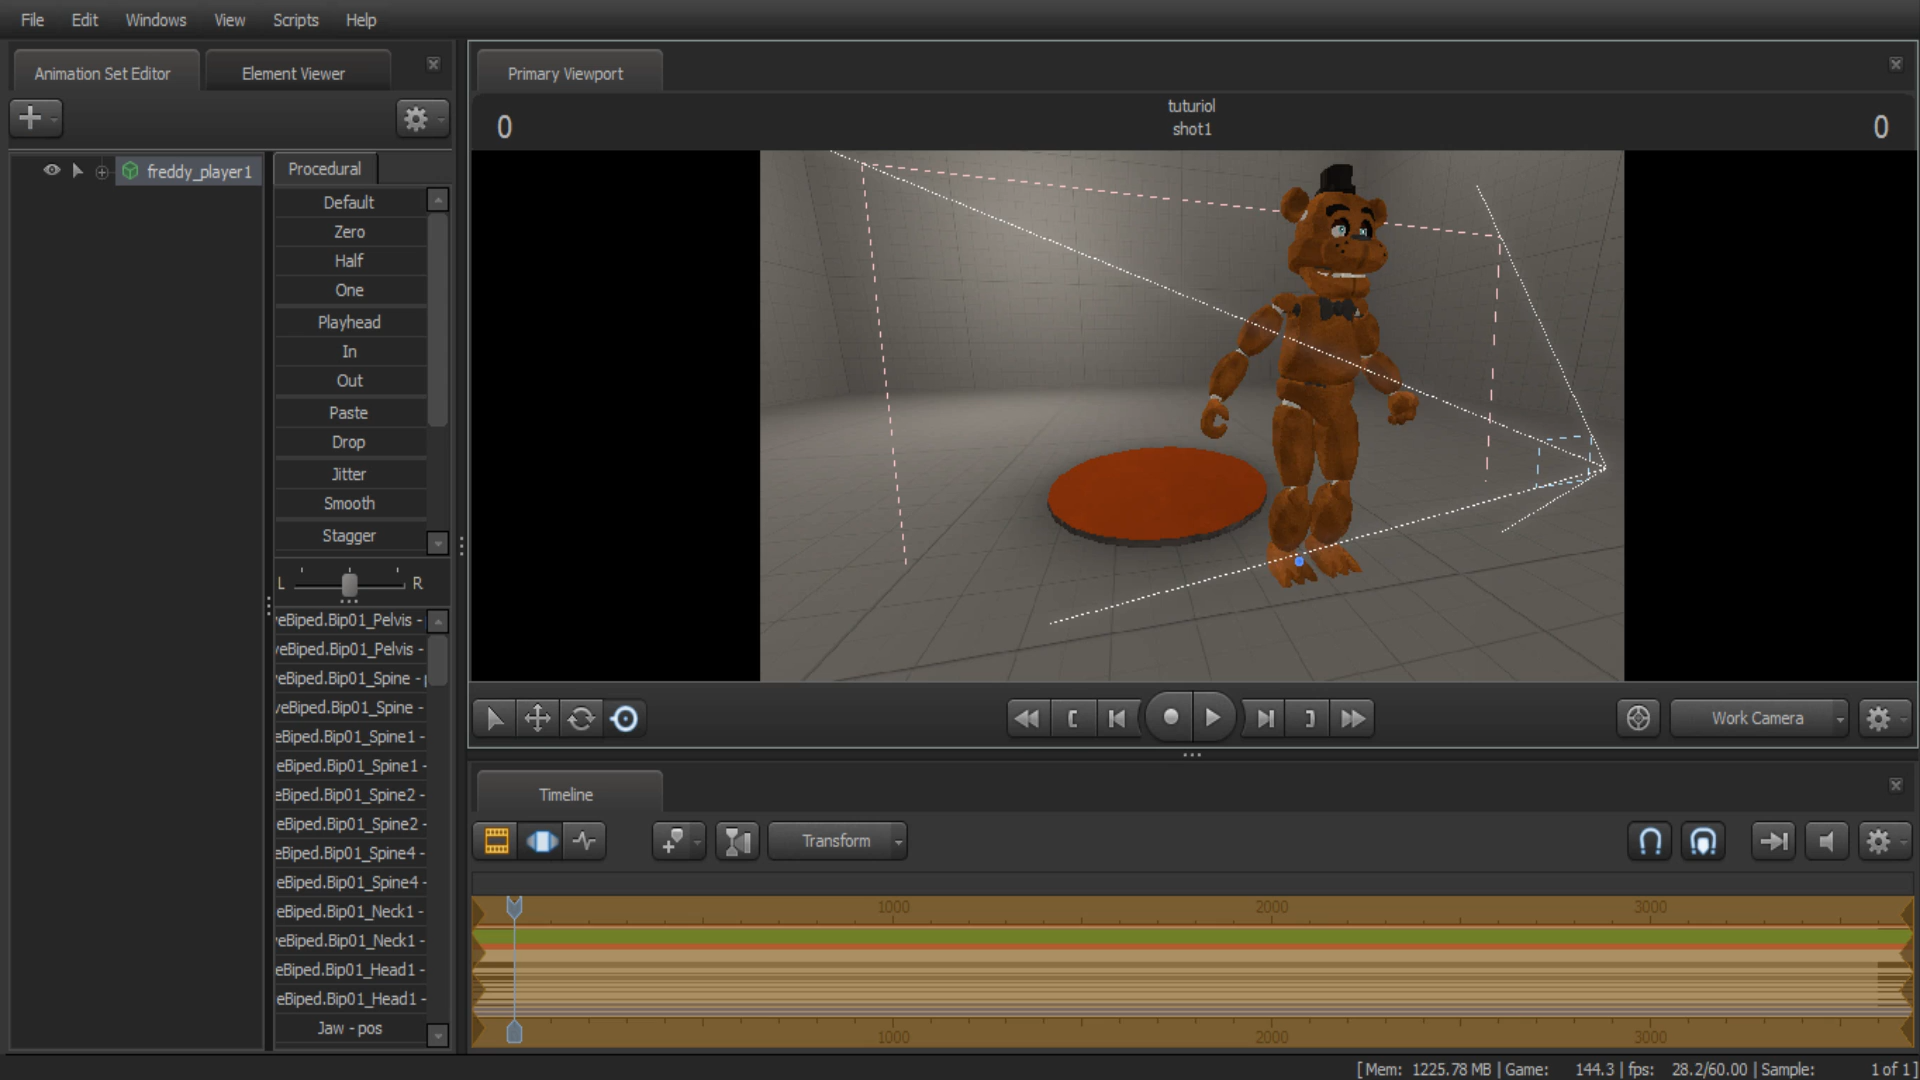 File Edit Windows View Scripts Help
Animation Set Editor Element Viewer
Primary Viewport
0 tuturiol 0
shot1
freddy_player1
Procedural
Default
Zero
Half
One
Playhead
In
Out
Paste
Drop
Jitter
Smooth
Stagger
L R
eBiped.Bip01_Pelvis -
eBiped.Bip01_Pelvis -
eBiped.Bip01_Spine -
eBiped.Bip01_Spine -
eBiped.Bip01_Spine1 -
eBiped.Bip01_Spine1 -
eBiped.Bip01_Spine2 -
eBiped.Bip01_Spine2 -
eBiped.Bip01_Spine4 -
eBiped.Bip01_Spine4 -
eBiped.Bip01_Neck1 -
eBiped.Bip01_Neck1 -
eBiped.Bip01_Head1 -
eBiped.Bip01_Head1 -
Jaw - pos
Work Camera
Timeline
Transform
1000 2000 3000
1000 2000 3000
[ Mem: 1225.78 MB | Game: 144.3 | fps: 28.2/60.00 | Sample: 1 of 1 ]